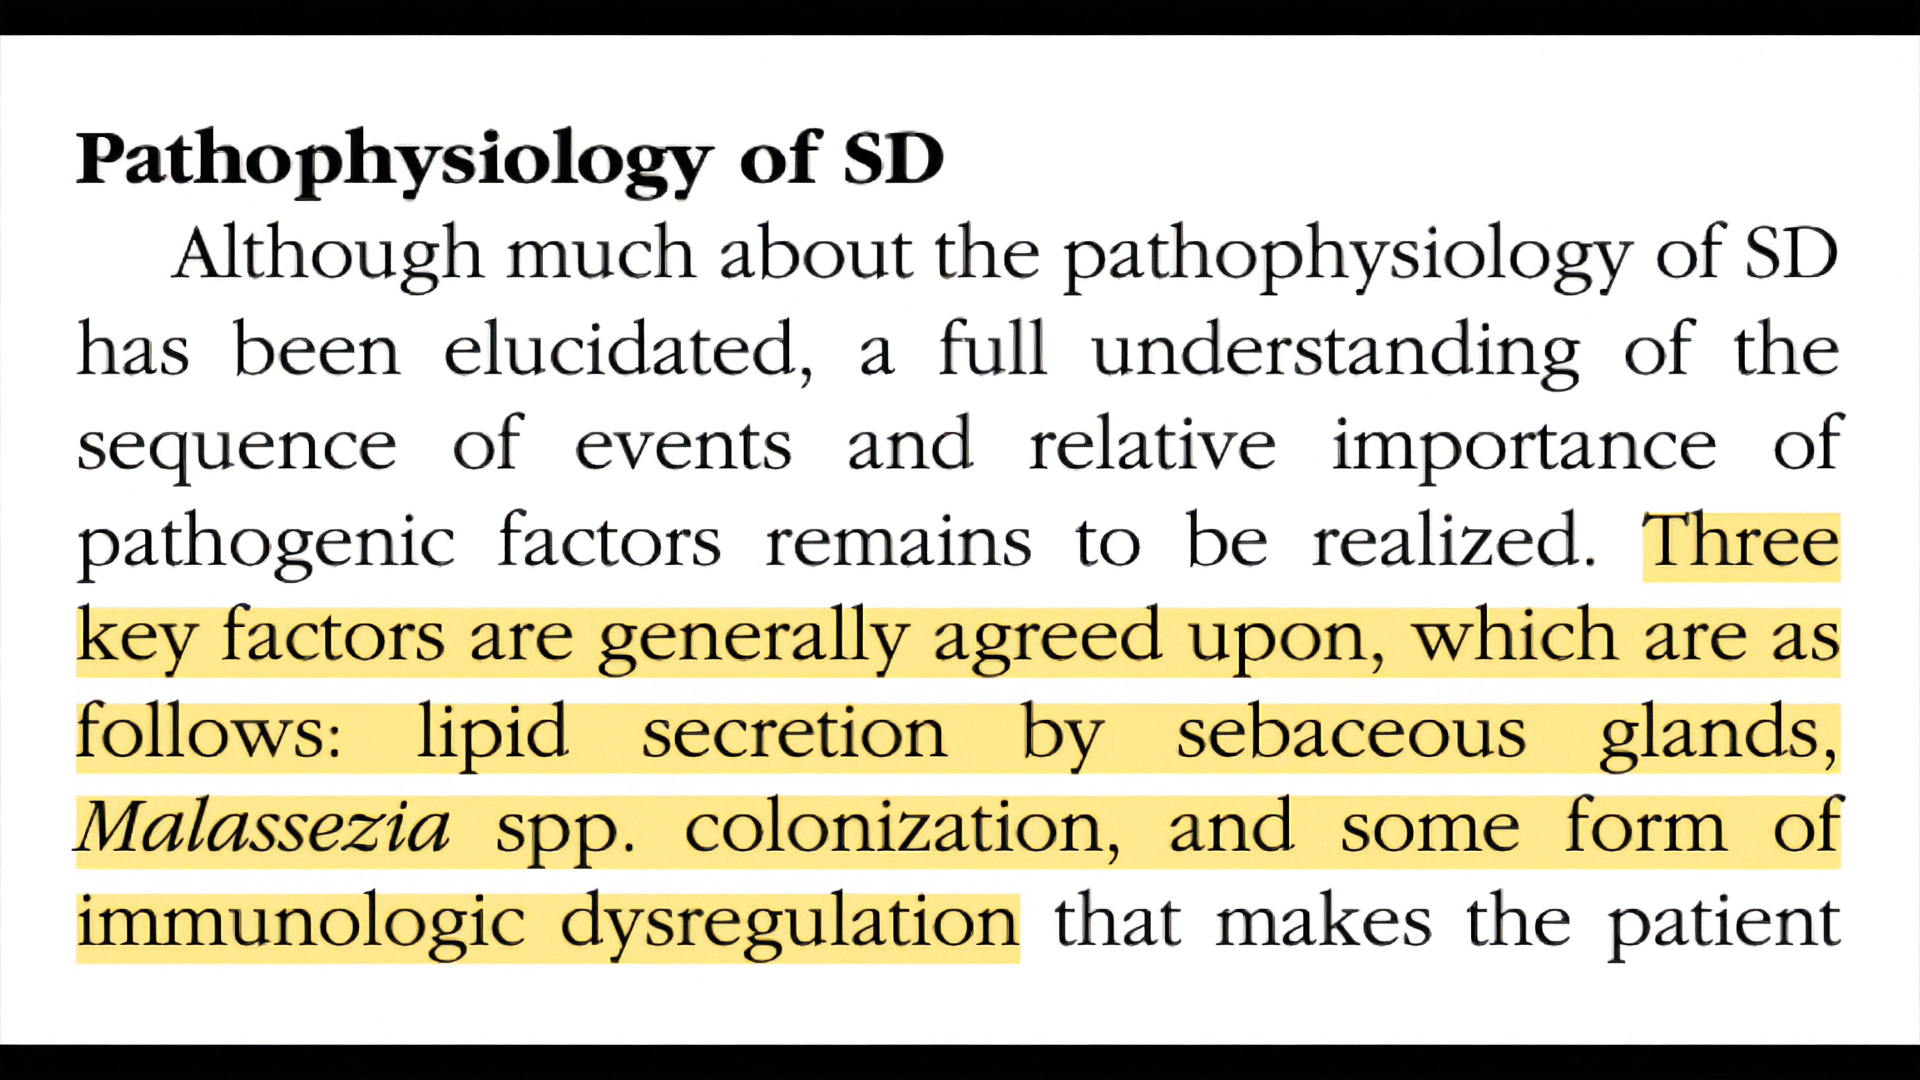 Pathophysiology of SD
Although much about the pathophysiology of SD
has been elucidated, a full understanding of the
sequence of events and relative importance of
pathogenic factors remains to be realized. Three
key factors are generally agreed upon, which are as
follows: lipid secretion by sebaceous glands,
Malassezia spp. colonization, and some form of
immunologic dysregulation that makes the patient